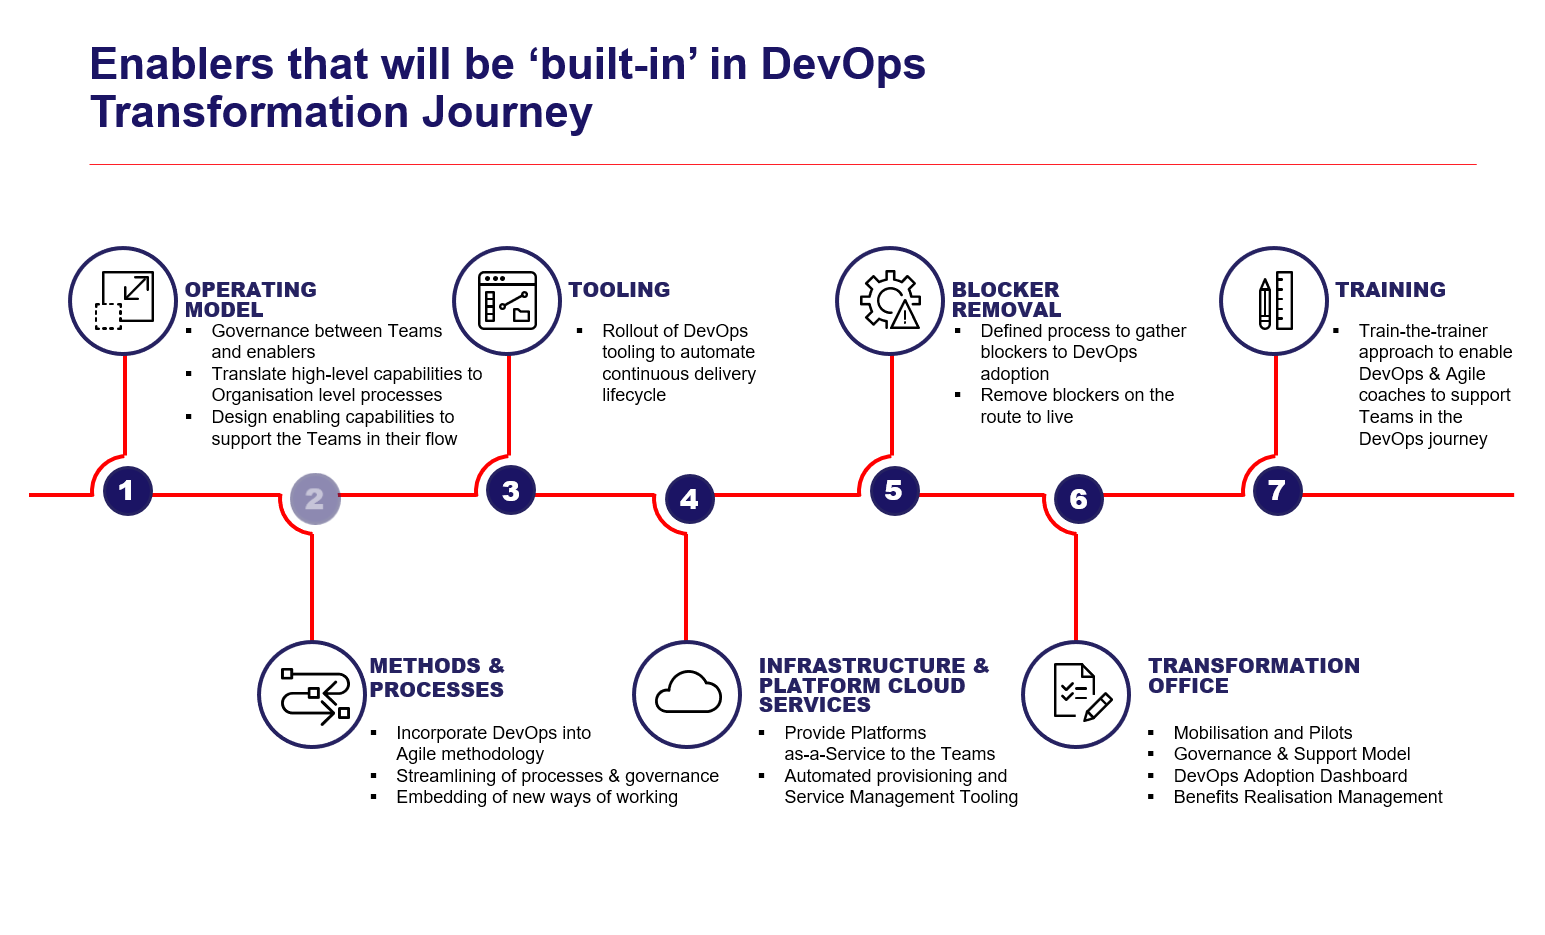 Enablers that will be ‘built-in’ in DevOps
Transformation Journey
OPERATING
MODEL
▪ Governance between Teams
and enablers
▪ Translate high-level capabilities to
Organisation level processes
▪ Design enabling capabilities to
support the Teams in their flow
TOOLING
▪ Rollout of DevOps
tooling to automate
continuous delivery
lifecycle
BLOCKER
REMOVAL
▪ Defined process to gather
blockers to DevOps
adoption
▪ Remove blockers on the
route to live
TRAINING
▪ Train-the-trainer
approach to enable
DevOps & Agile
coaches to support
Teams in the
DevOps journey
1
2
3
4
5
6
7
METHODS &
PROCESSES
▪ Incorporate DevOps into
Agile methodology
▪ Streamlining of processes & governance
▪ Embedding of new ways of working
INFRASTRUCTURE &
PLATFORM CLOUD
SERVICES
▪ Provide Platforms
as-a-Service to the Teams
▪ Automated provisioning and
Service Management Tooling
TRANSFORMATION
OFFICE
▪ Mobilisation and Pilots
▪ Governance & Support Model
▪ DevOps Adoption Dashboard
▪ Benefits Realisation Management